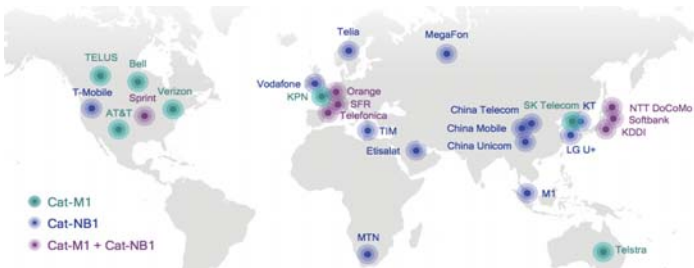 Telia
MegaFon
TELUS
Bell
T-Mobile
Sprint
Verizon
AT&T
Vodafone
KPN
Orange
SFR
Telefonica
TIM
Etisalat
China Telecom
SK Telecom
KT
NTT DoCoMo
China Mobile
Softbank
KDDI
China Unicom
LG U+
M1
MTN
Telstra
Cat-M1
Cat-NB1
Cat-M1 + Cat-NB1